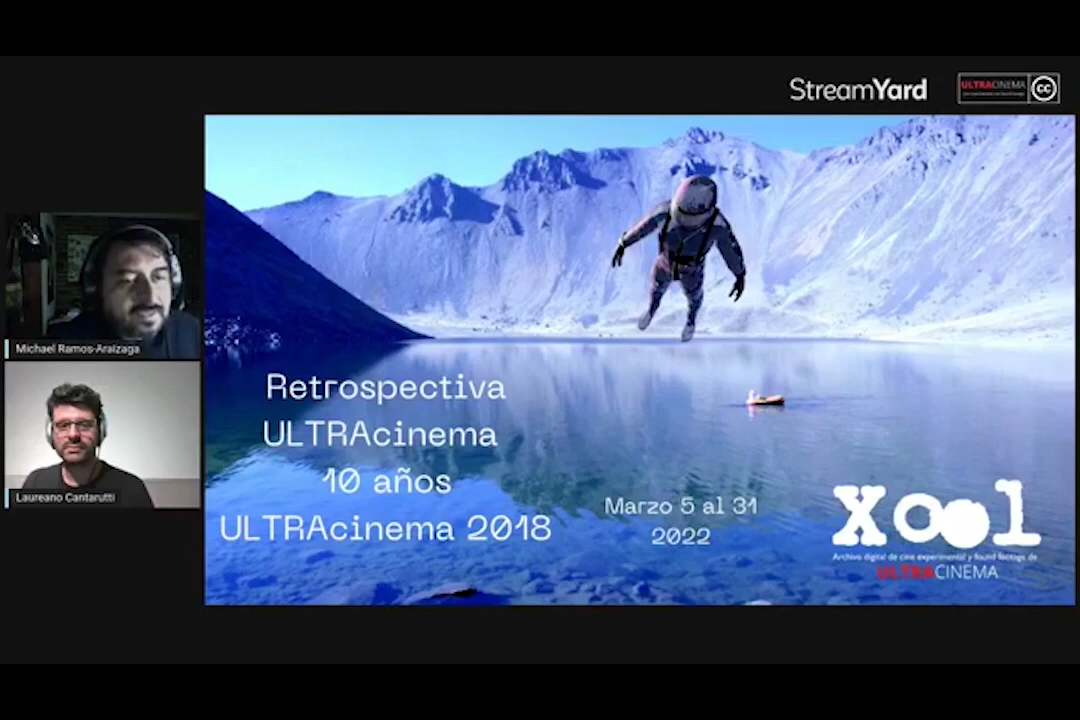 StreamYard
ULTRACINEMA
cc
Michael Ramos-Araizaga
Laureano Cantarutti
Retrospectiva
ULTRAcinema
10 años
ULTRAcinema 2018
Marzo 5 al 31
2022
xool
Archivo digital de cine experimental y found footage de
ULTRACINEMA